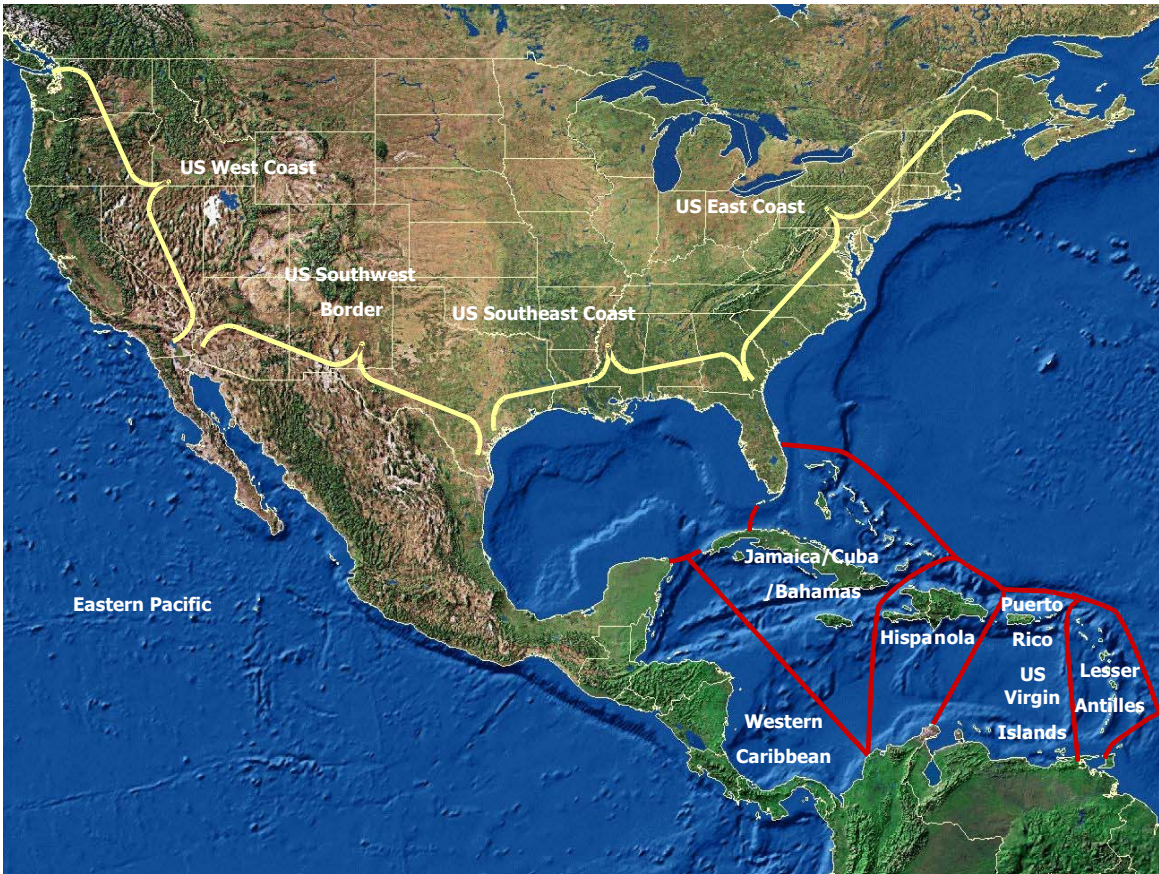 US West Coast
US East Coast
US Southwest
Border
US Southeast Coast
Eastern Pacific
Jamaica/Cuba
/Bahamas
Hispanola
Puerto
Rico
US
Virgin
Islands
Lesser
Antilles
Western
Caribbean